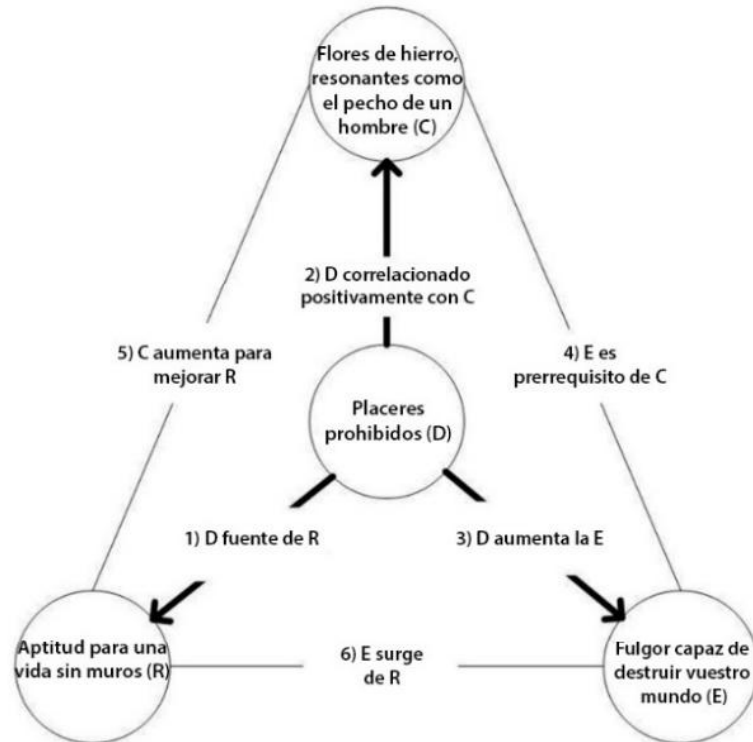 Flores de hierro,
resonantes como
el pecho de un
hombre (C)
2) D correlacionado
positivamente con C
5) C aumenta para
mejorar R
4) E es
prerrequisito de C
Placeres
prohibidos (D)
1) D fuente de R
3) D aumenta la E
Aptitud para una
vida sin muros (R)
6) E surge
de R
Fulgor capaz de
destruir vuestro
mundo (E)